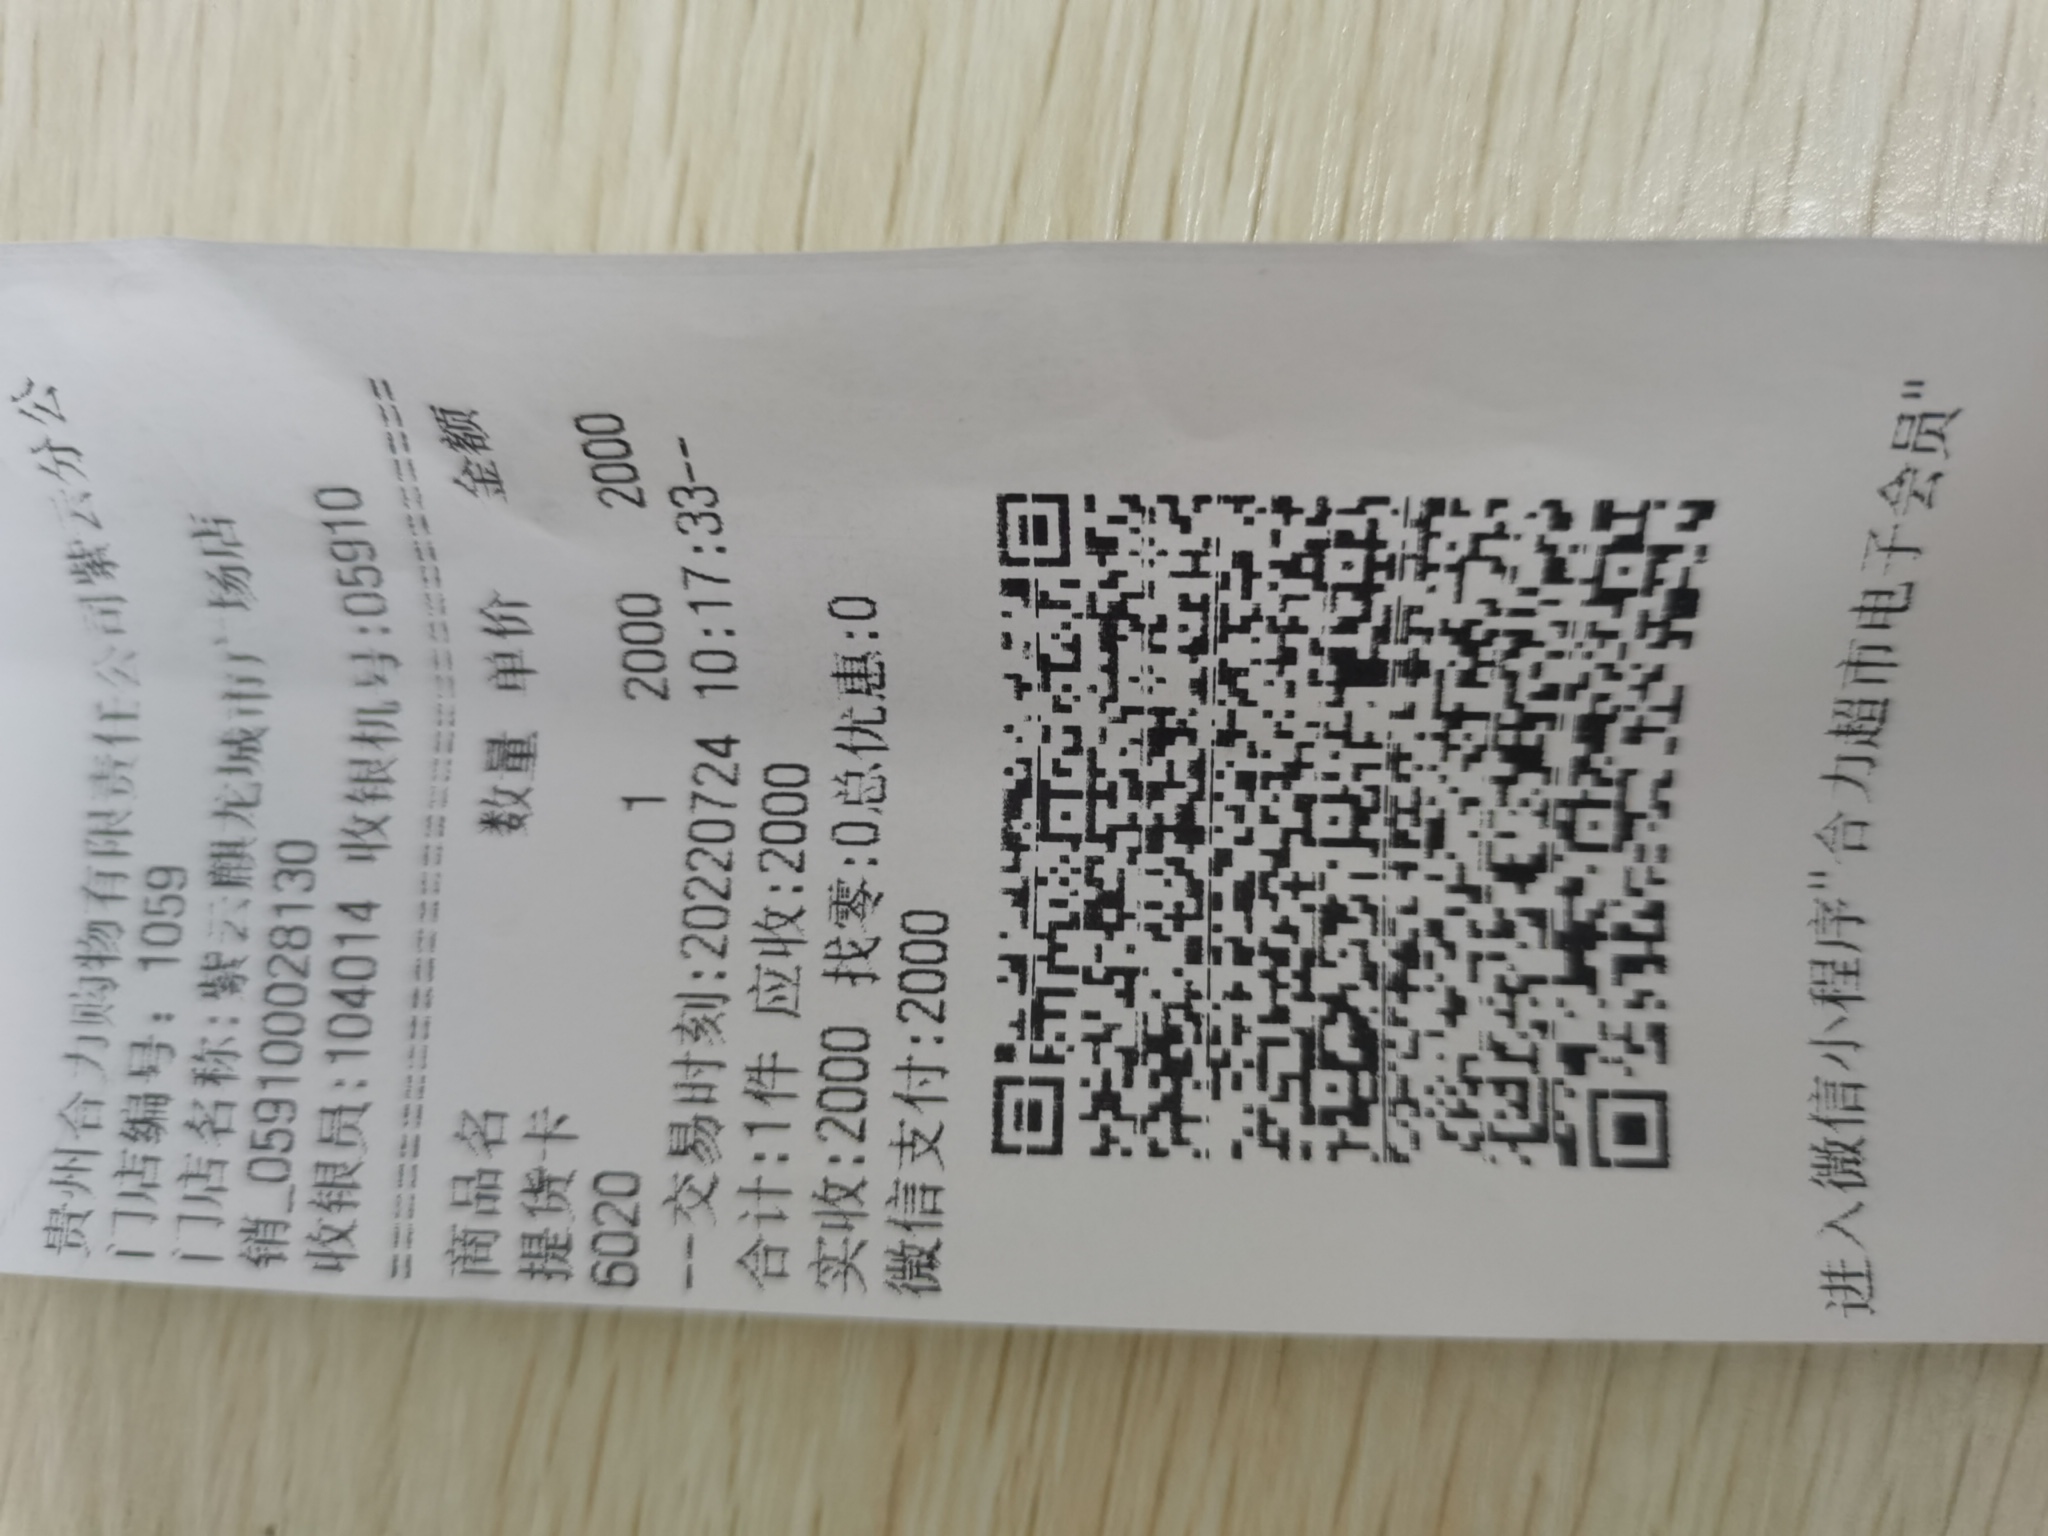 贵州合力购物有限责任公司紫云分公
门店编号: 1059
门店名称:紫云麒龙城市广场店
销_0591000028130
收银员:104014 收银机号:05910
商品名 数量 单价 金额
提货卡
6020 1 2000 2000
--交易时刻:20220724 10:17:33--
合计:1件 应收:2000
实收:2000 找零:0总优惠:0
微信支付:2000
进入微信小程序"合力超市电子会员"